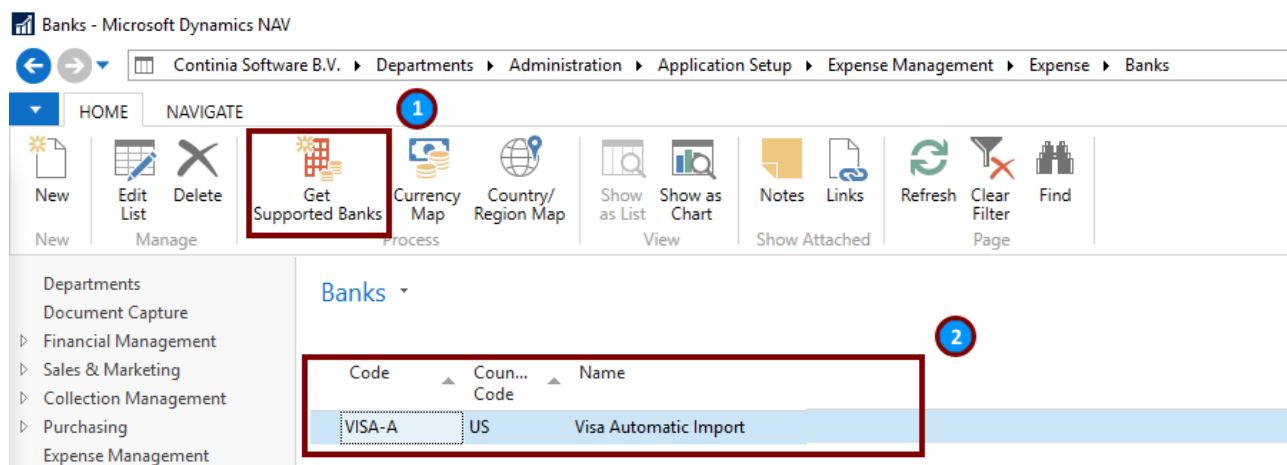 Banks - Microsoft Dynamics NAV
Continia Software B.V. Departments Administration Application Setup Expense Management Expense Banks
HOME NAVIGATE
1
New
Edit List
Delete
Get Supported Banks
Currency Map
Country/ Region Map
Show as List
Show as Chart
Notes
Links
Refresh
Clear Filter
Find
New
Manage
Process
View
Show Attached
Page
Departments
Document Capture
Financial Management
Sales & Marketing
Collection Management
Purchasing
Expense Management
Banks
2
Code Coun... Code Name
VISA-A US Visa Automatic Import